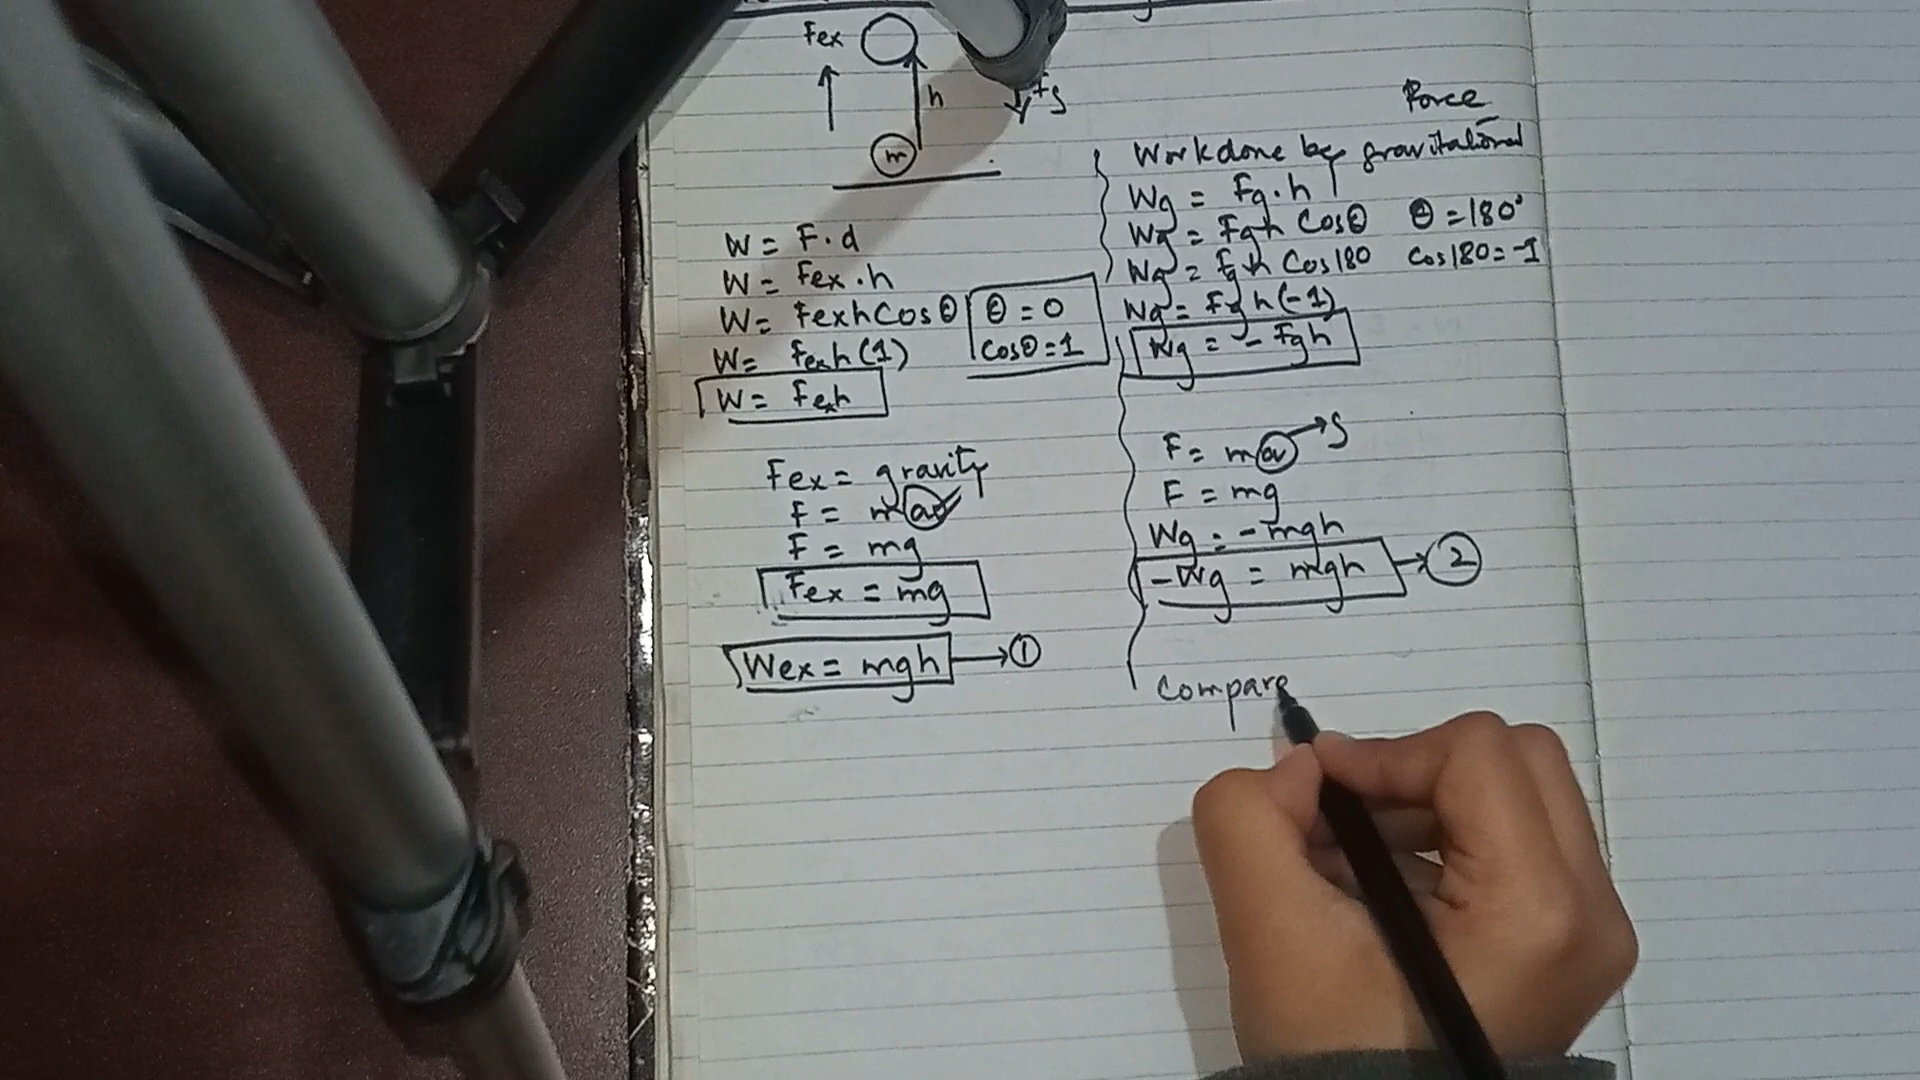 Fex
h
m
W = F.d
W = Fex.h
W = Fexh Cosθ
θ = 0
Cosθ = 1
W = Fexh (1)
W = Fexh
Fex = gravity
F = ma
F = mg
Fex = mg
Wex = mgh → ①
Force
Workdone by gravitational
Wg = Fg.h
Wg = Fgh Cosθ θ = 180°
Wg = Fgh Cos180 Cos180 = -1
Wg = Fgh (-1)
Wg = - Fgh
F = ma → g
F = mg
Wg = - mgh
-Wg = mgh → ②
Compare